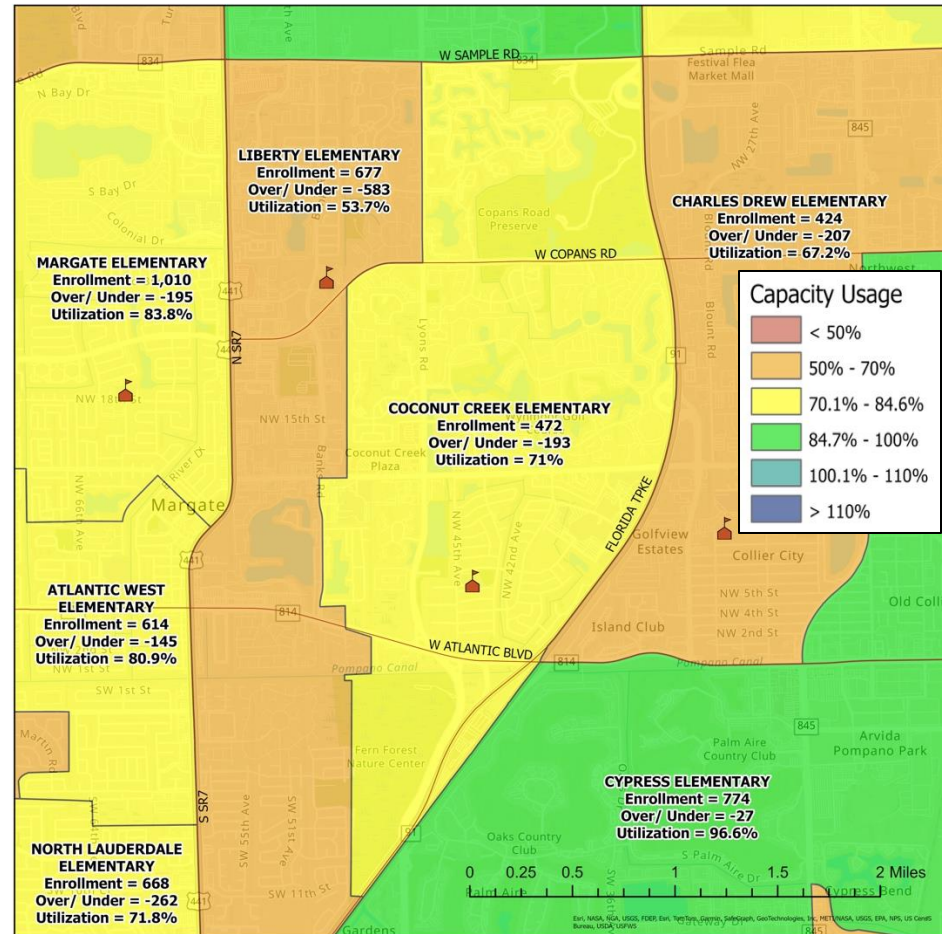 W SAMPLE RD
834
834
Sample Rd
Festival Flea
Market Mall
N Bay Dr
NW 27th Ave
845
LIBERTY ELEMENTARY
Enrollment = 677
Over/ Under = -583
Utilization = 53.7%
S Bay Dr
Colonial Dr
Copans Road
Preserve
CHARLES DREW ELEMENTARY
Enrollment = 424
Over/ Under = -207
Utilization = 67.2%
W COPANS RD
MARGATE ELEMENTARY
Enrollment = 1,010
Over/ Under = -195
Utilization = 83.8%
441
Northwest
Capacity Usage
< 50%
50% - 70%
70.1% - 84.6%
84.7% - 100%
100.1% - 110%
> 110%
Lyons Rd
Blount Rd
N SR7
91
NW 18th St
NW 15th St
COCONUT CREEK ELEMENTARY
Enrollment = 472
Over/ Under = -193
Utilization = 71%
Coconut Creek
Plaza
Banks Rd
NW 66th Ave
Margate
441
FLORIDA TPKE
NW 45th Ave
NW 42nd Ave
Golfview
Estates
Collier City
ATLANTIC WEST
ELEMENTARY
Enrollment = 614
Over/ Under = -145
Utilization = 80.9%
NW 5th St
NW 4th St
NW 2nd St
Island Club
814
W ATLANTIC BLVD
814
Pompano Canal
Pompano Canal
NW 1st St
SW 1st St
Martin Rd
Fern Forest
Nature Center
845
Palm Aire
Country Club
Arvida
Pompano Park
CYPRESS ELEMENTARY
Enrollment = 774
Over/ Under = -27
Utilization = 96.6%
S SR7
SW 55th Ave
SW 51st Ave
91
Oaks Country
Club
S Palm Aire Dr
NORTH LAUDERDALE
ELEMENTARY
Enrollment = 668
Over/ Under = -262
Utilization = 71.8%
SW 11th St
441
0 0.25 0.5 1 1.5 2 Miles
Palm Aire
Cypress Bend
Gardens
845